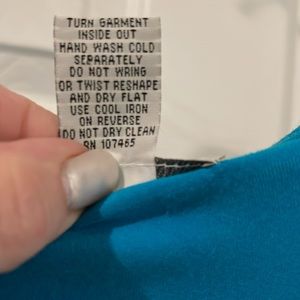 TURN GARMENT
INSIDE OUT
HAND WASH COLD
SEPARATELY
DO NOT WRING
OR TWIST RESHAPE
AND DRY FLAT
USE COOL IRON
ON REVERSE
DO NOT DRY CLEAN
RN 107465